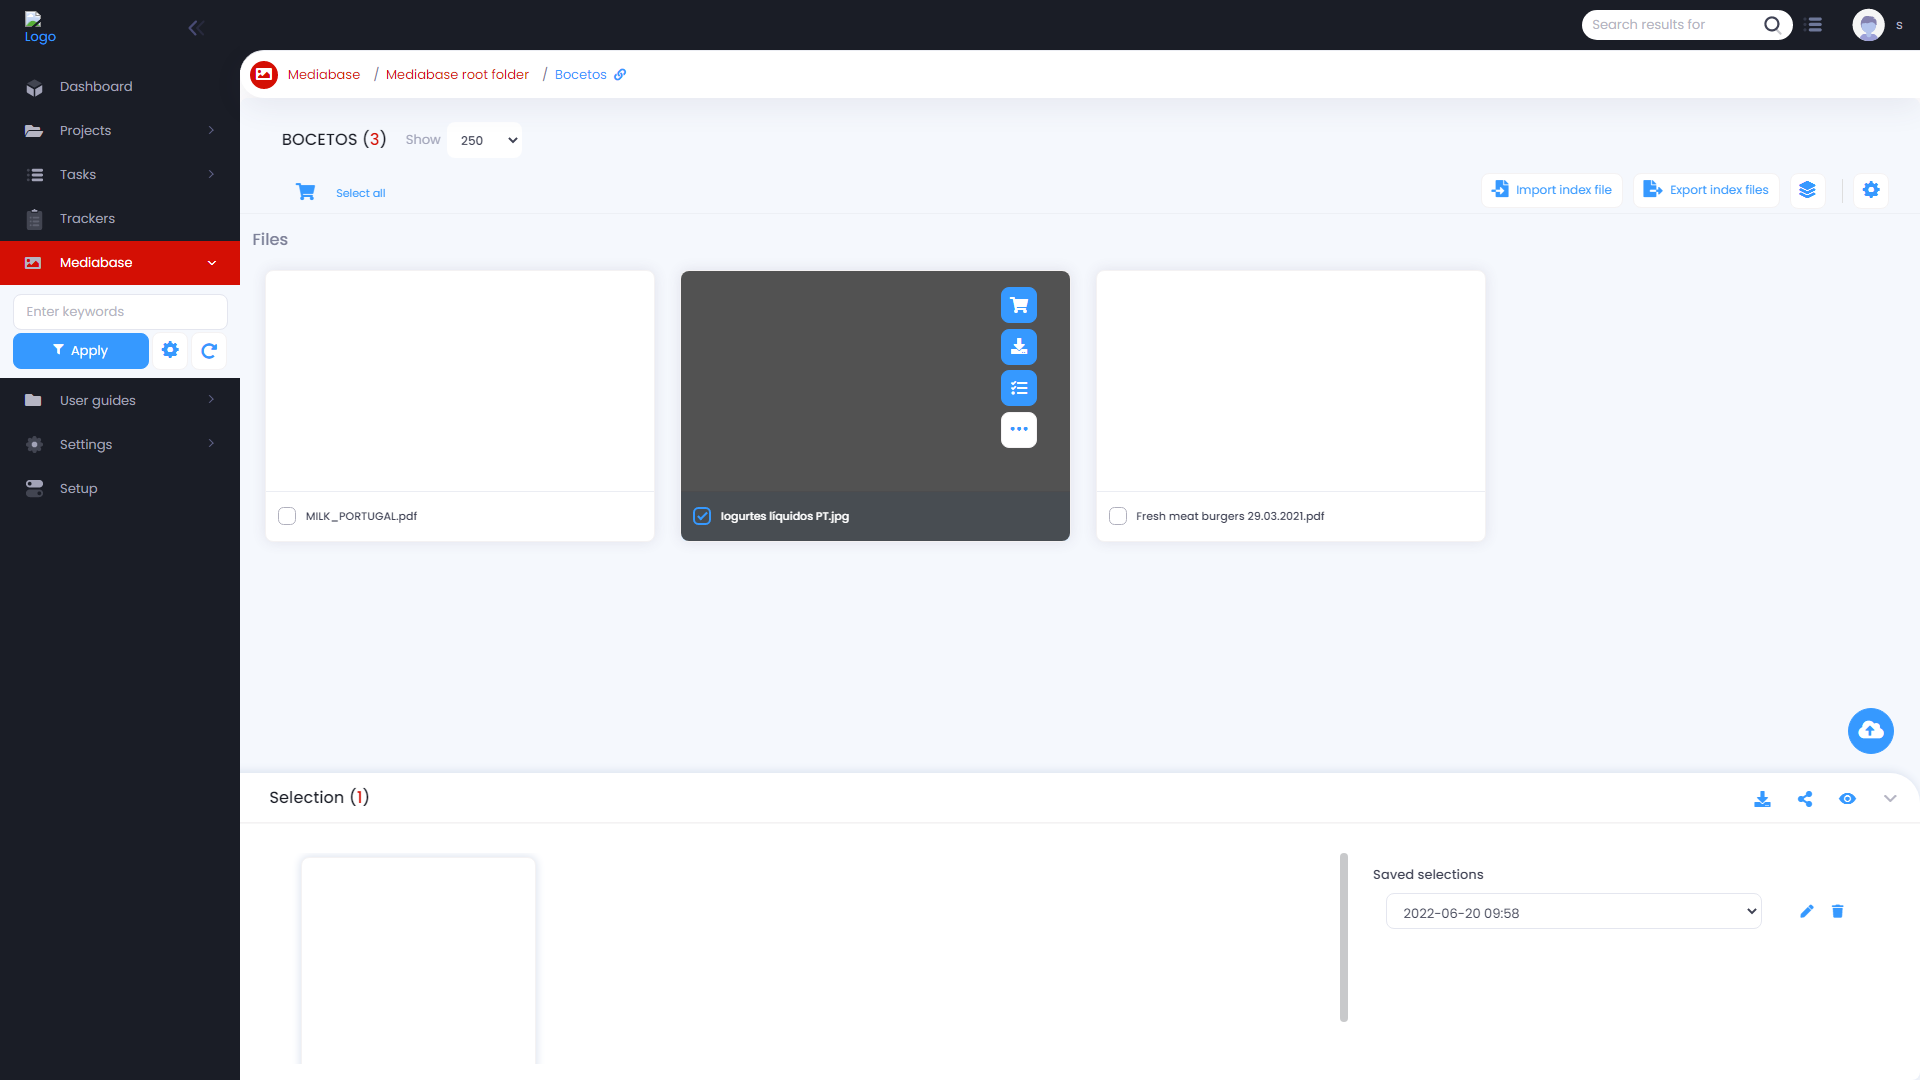 Logo
Search results for
s
Dashboard
Projects
Tasks
Trackers
Mediabase
Enter keywords
Apply
User guides
Settings
Setup
Mediabase / Mediabase root folder / Bocetos
BOCETOS (3) Show 250
Select all
Import index file
Export index files
Files
MILK_PORTUGAL.pdf
Iogurtes líquidos PT.jpg
Fresh meat burgers 29.03.2021.pdf
Selection (1)
Saved selections
2022-06-20 09:58